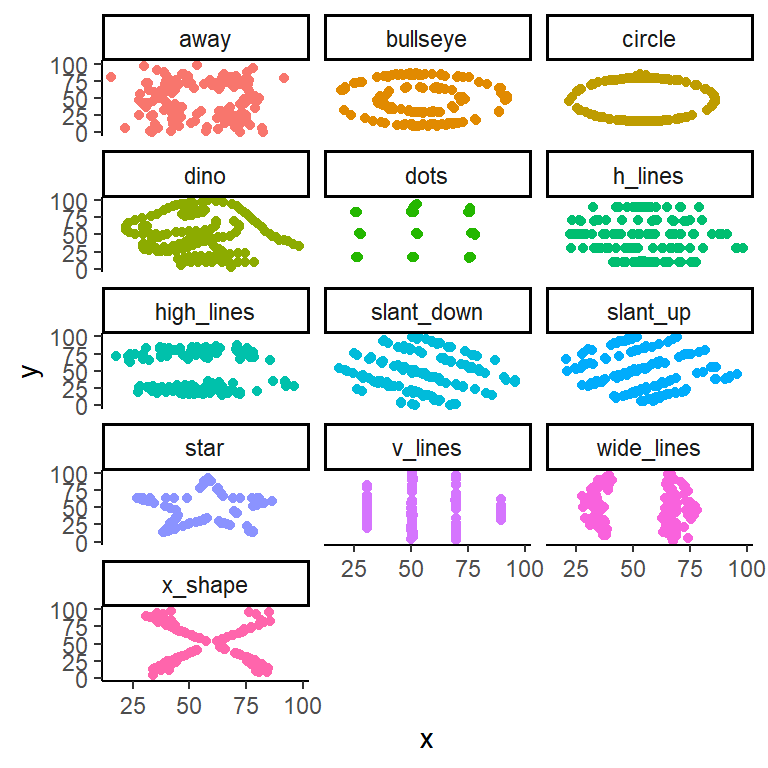 away bullseye circle
100
75
50
25
0
dino dots h_lines
100
75
50
25
0
high_lines slant_down slant_up
100
75
50
25
0
y
star v_lines wide_lines
100
75
50
25
0
25 50 75 100 25 50 75 100
x_shape
100
75
50
25
0
25 50 75 100
x